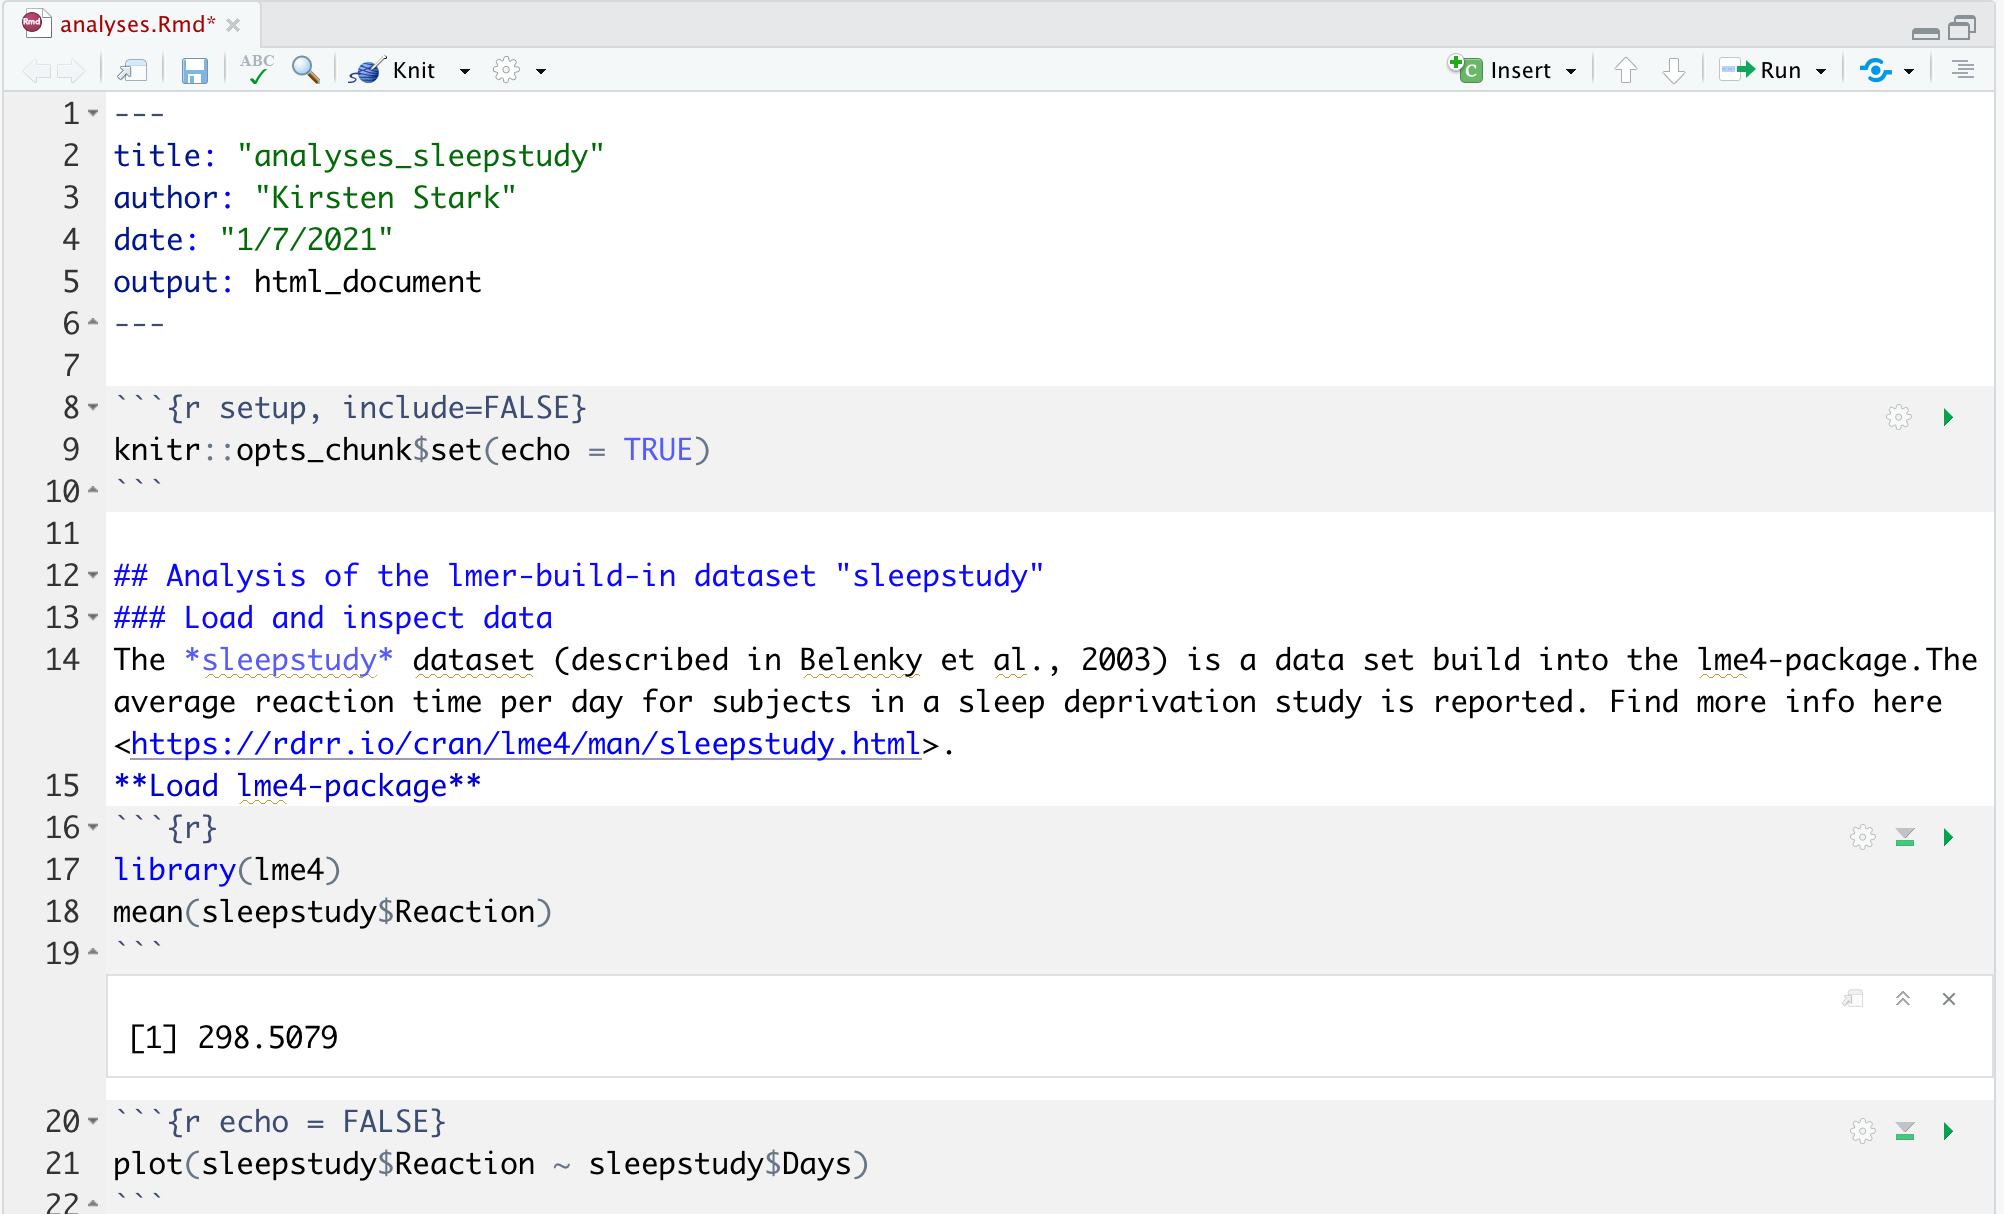 analyses.Rmd*
ABC Knit Insert Run
1 ---
2 title: "analyses_sleepstudy"
3 author: "Kirsten Stark"
4 date: "1/7/2021"
5 output: html_document
6 ---
7
8 ```{r setup, include=FALSE}
9 knitr::opts_chunk$set(echo = TRUE)
10 ```
11
12 ## Analysis of the lmer-build-in dataset "sleepstudy"
13 ### Load and inspect data
14 The *sleepstudy* dataset (described in Belenky et al., 2003) is a data set build into the lme4-package.The
average reaction time per day for subjects in a sleep deprivation study is reported. Find more info here
<https://rdrr.io/cran/lme4/man/sleepstudy.html>.
15 **Load lme4-package**
16 ```{r}
17 library(lme4)
18 mean(sleepstudy$Reaction)
19 ```
[1] 298.5079
20 ```{r echo = FALSE}
21 plot(sleepstudy$Reaction ~ sleepstudy$Days)
22 ```